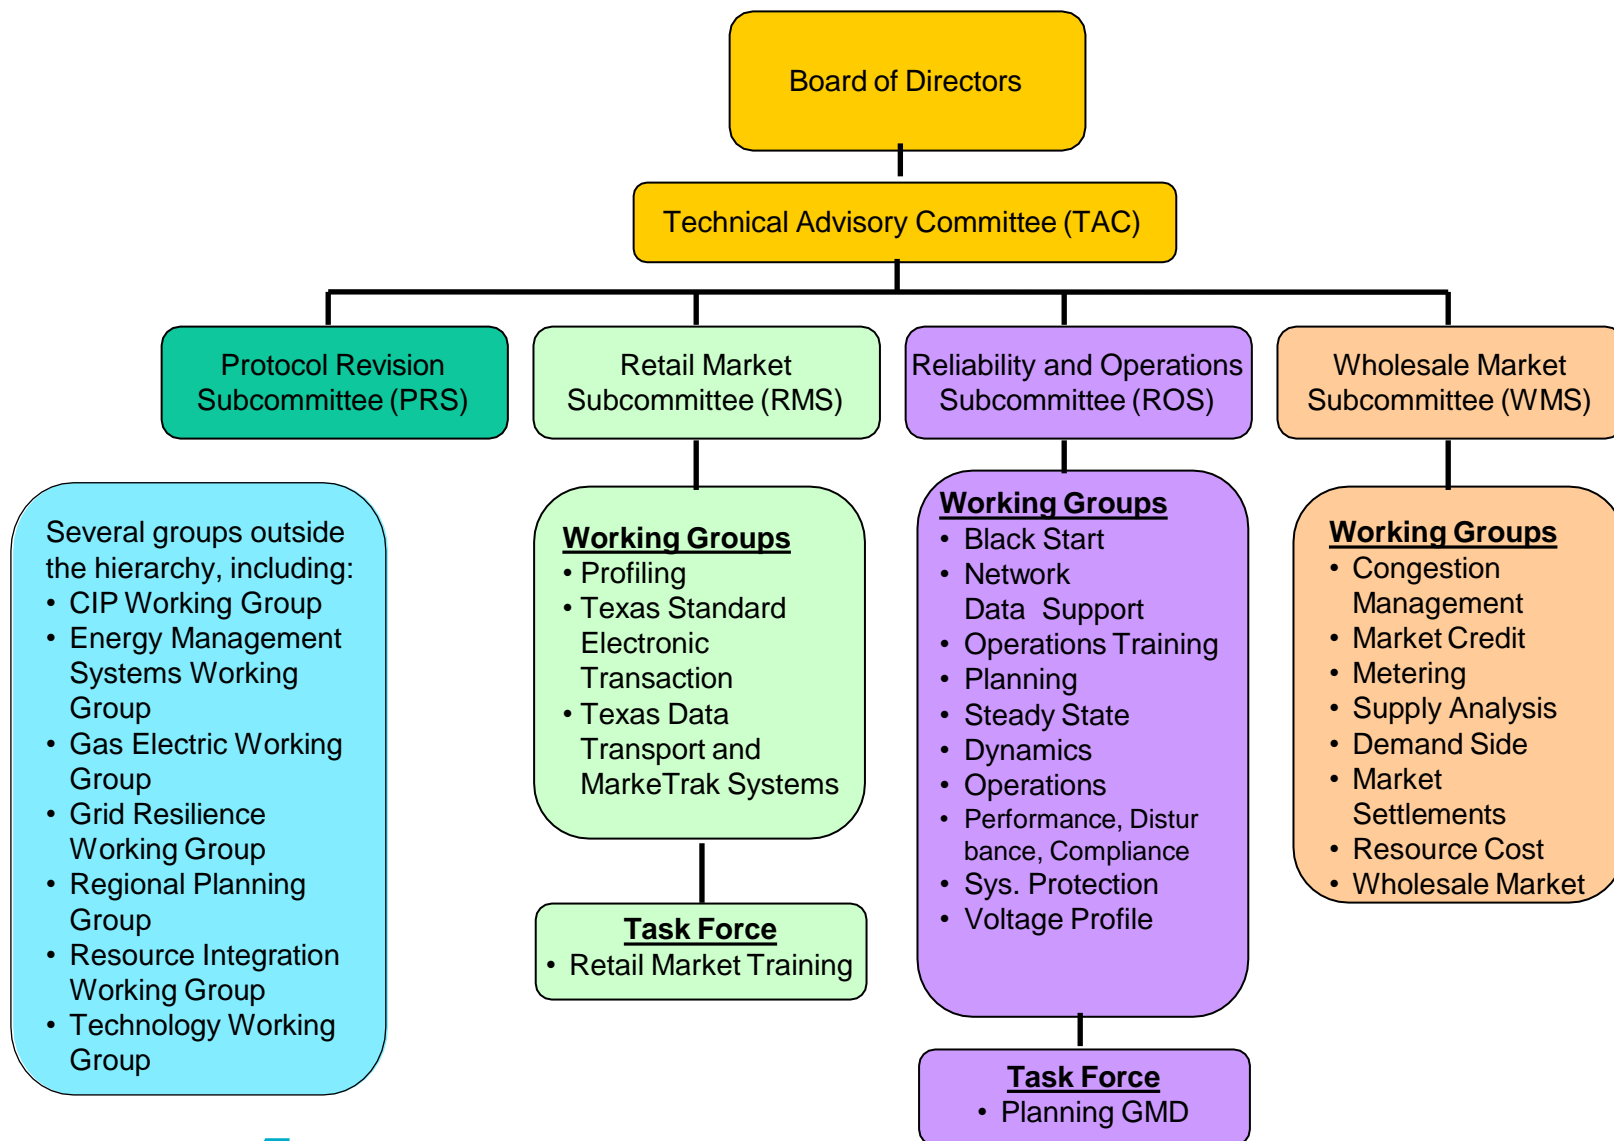 Board of Directors
Technical Advisory Committee (TAC)
Protocol Revision
Subcommittee (PRS)
Retail Market
Subcommittee (RMS)
Reliability and Operations
Subcommittee (ROS)
Wholesale Market
Subcommittee (WMS)
Several groups outside
the hierarchy, including:
• CIP Working Group
• Energy Management
Systems Working
Group
• Gas Electric Working
Group
• Grid Resilience
Working Group
• Regional Planning
Group
• Resource Integration
Working Group
• Technology Working
Group
Working Groups
• Profiling
• Texas Standard
Electronic
Transaction
• Texas Data
Transport and
MarkeTrak Systems
Task Force
• Retail Market Training
Working Groups
• Black Start
• Network
Data Support
• Operations Training
• Planning
• Steady State
• Dynamics
• Operations
• Performance, Distur
bance, Compliance
• Sys. Protection
• Voltage Profile
Task Force
• Planning GMD
Working Groups
• Congestion
Management
• Market Credit
• Metering
• Supply Analysis
• Demand Side
• Market
Settlements
• Resource Cost
• Wholesale Market